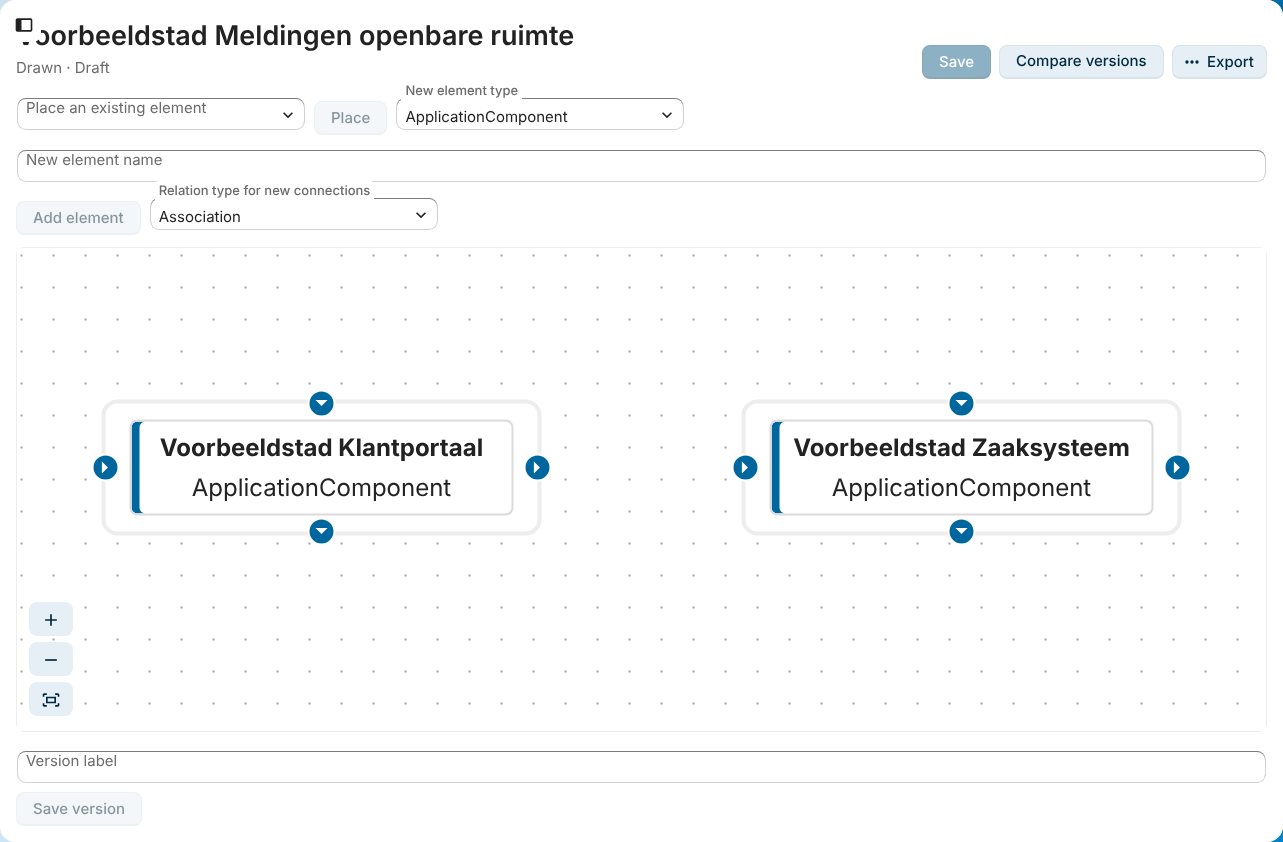 Voorbeeldstad Meldingen openbare ruimte
Drawn · Draft
Save
Compare versions
Export
Place an existing element
Place
New element type
ApplicationComponent
New element name
Add element
Relation type for new connections
Association
Voorbeeldstad Klantportaal
ApplicationComponent
Voorbeeldstad Zaaksysteem
ApplicationComponent
Version label
Save version